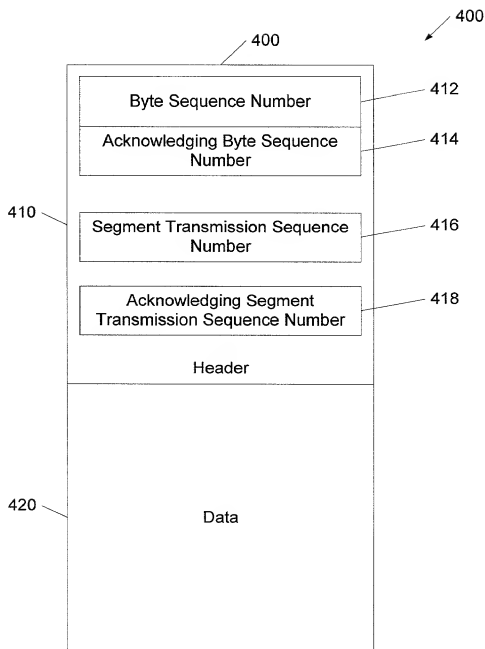 400
400
Byte Sequence Number
412
Acknowledging Byte Sequence
Number
414
410
Segment Transmission Sequence
Number
416
Acknowledging Segment
Transmission Sequence Number
418
Header
420
Data